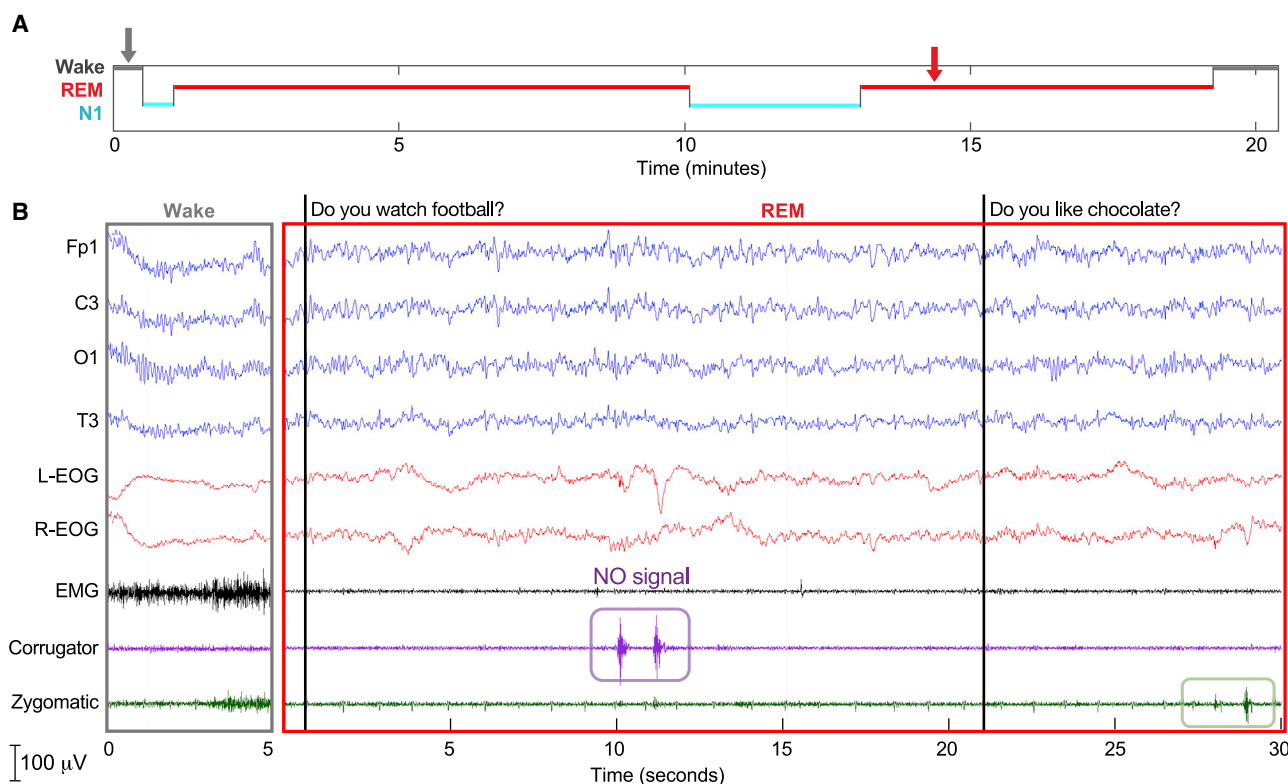 A
Wake
REM
N1
0 5 10 15 20
Time (minutes)
B
Wake Do you watch football? REM Do you like chocolate?
Fp1
C3
O1
T3
L-EOG
R-EOG
NO signal
EMG
Corrugator
Zygomatic
0 5 5 10 15 20 25 30
100 μV
Time (seconds)